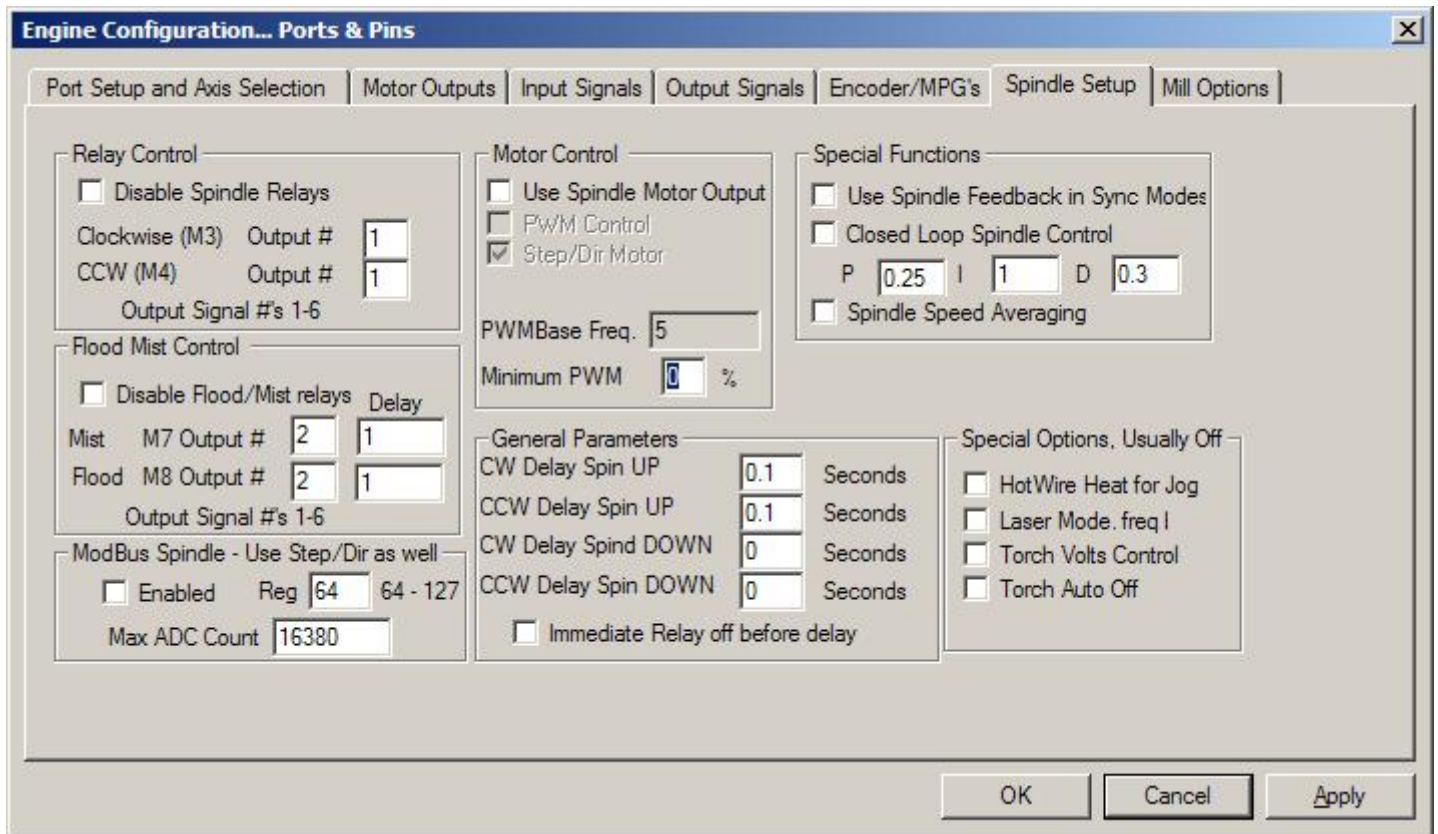 Engine Configuration... Ports & Pins
Port Setup and Axis Selection
Motor Outputs
Input Signals
Output Signals
Encoder/MPG's
Spindle Setup
Mill Options
Relay Control
Disable Spindle Relays
Clockwise (M3) Output # 1
CCW (M4) Output # 1
Output Signal #'s 1-6
Flood Mist Control
Disable Flood/Mist relays Delay
Mist M7 Output # 2 1
Flood M8 Output # 2 1
Output Signal #'s 1-6
ModBus Spindle - Use Step/Dir as well
Enabled Reg 64 64 - 127
Max ADC Count 16380
Motor Control
Use Spindle Motor Output
PWM Control
Step/Dir Motor
PWMBase Freq. 5
Minimum PWM 0 %
General Parameters
CW Delay Spin UP 0.1 Seconds
CCW Delay Spin UP 0.1 Seconds
CW Delay Spind DOWN 0 Seconds
CCW Delay Spin DOWN 0 Seconds
Immediate Relay off before delay
Special Functions
Use Spindle Feedback in Sync Modes
Closed Loop Spindle Control
P 0.25 I 1 D 0.3
Spindle Speed Averaging
Special Options, Usually Off
HotWire Heat for Jog
Laser Mode. freq I
Torch Volts Control
Torch Auto Off
OK
Cancel
Apply